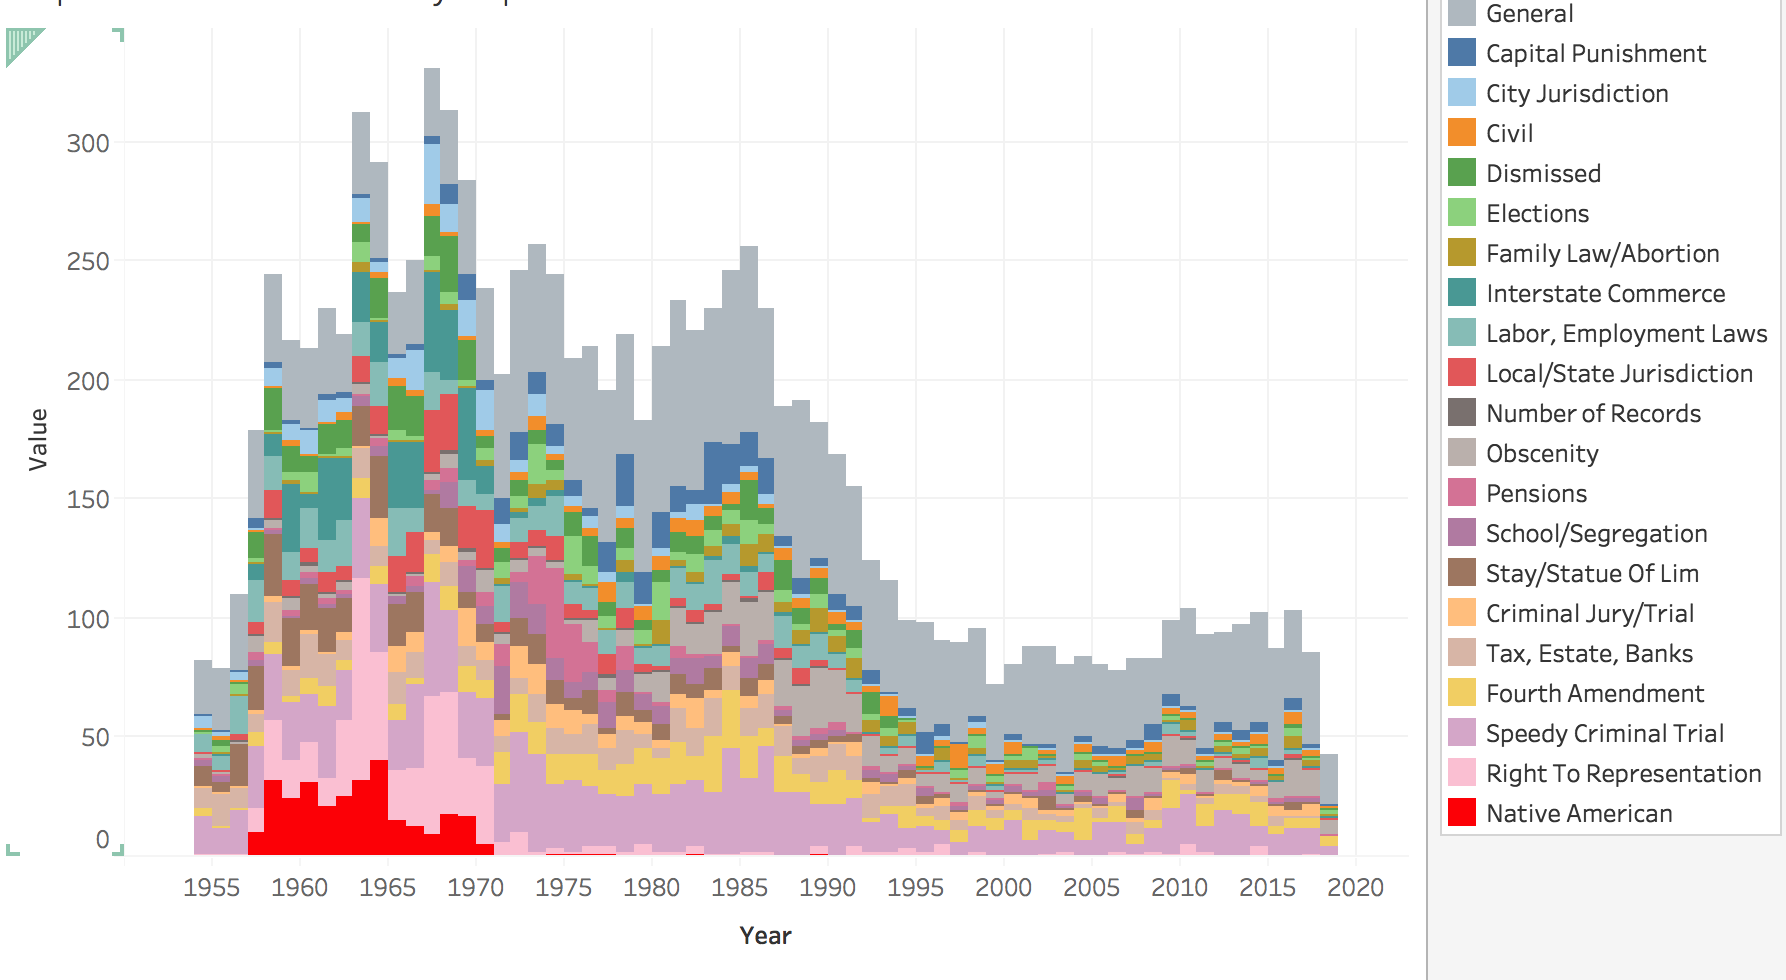 General
Capital Punishment
City Jurisdiction
Civil
Dismissed
Elections
Family Law/Abortion
Interstate Commerce
Labor, Employment Laws
Local/State Jurisdiction
Number of Records
Obscenity
Pensions
School/Segregation
Stay/Statue Of Lim
Criminal Jury/Trial
Tax, Estate, Banks
Fourth Amendment
Speedy Criminal Trial
Right To Representation
Native American
300
250
200
150
100
50
0
Value
1955 1960 1965 1970 1975 1980 1985 1990 1995 2000 2005 2010 2015 2020
Year